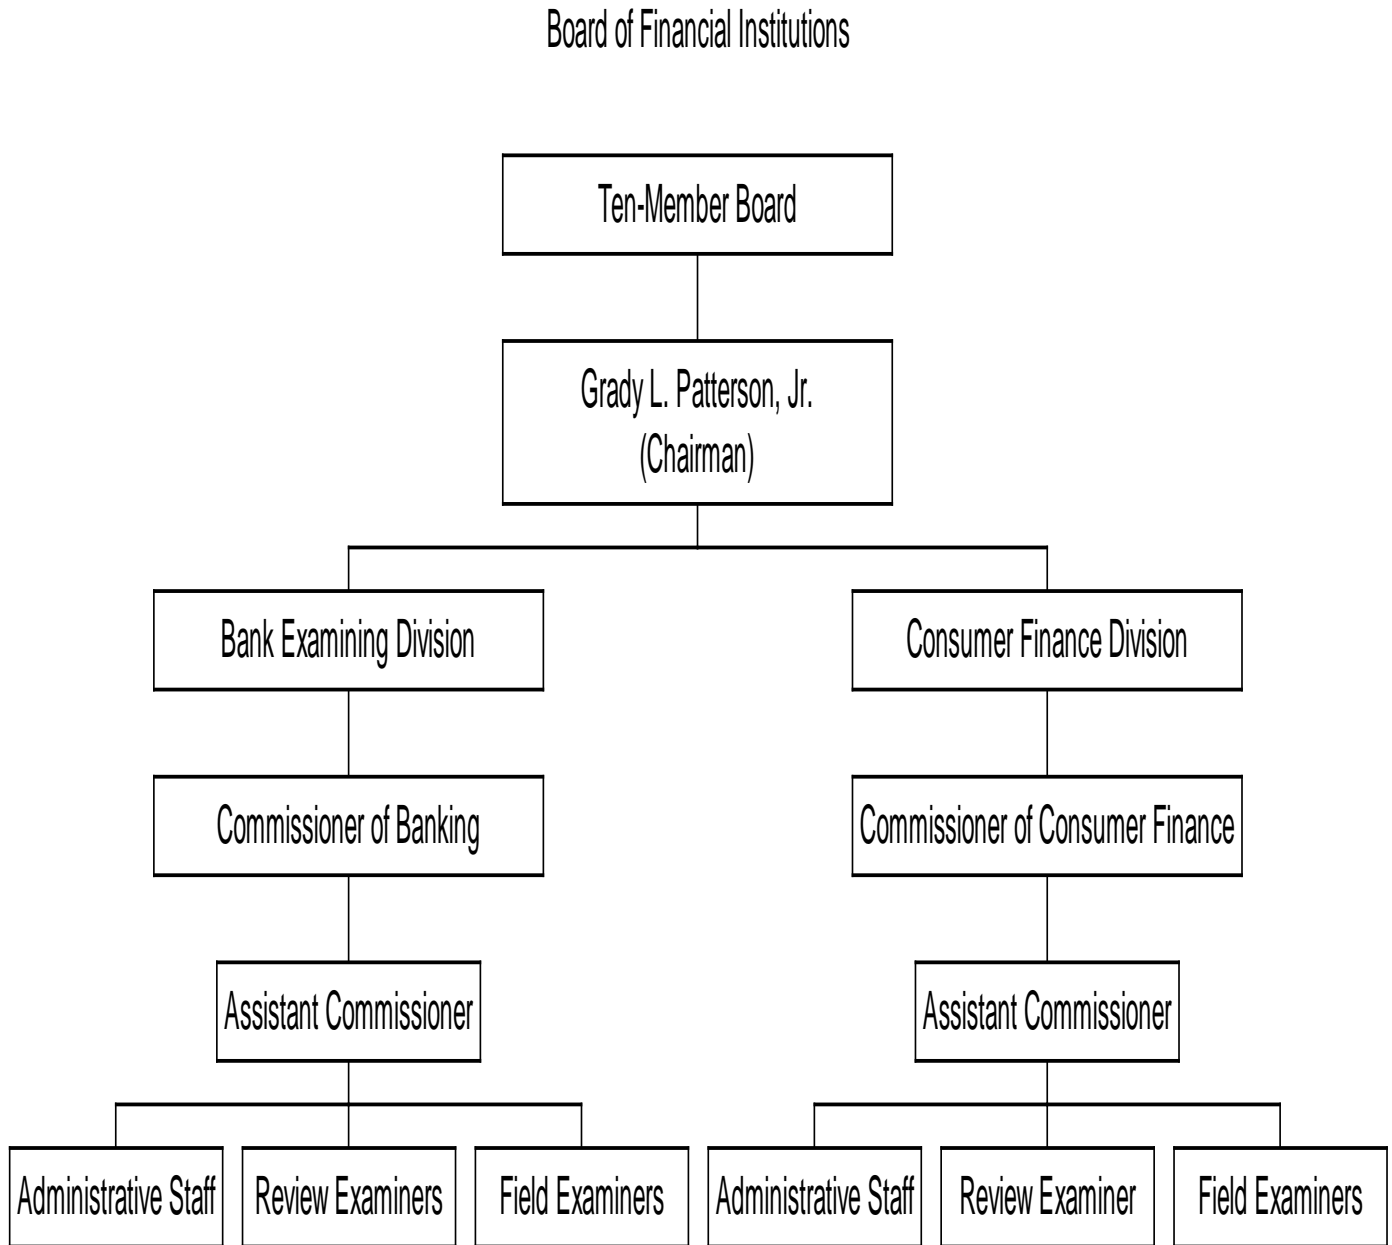 Board of Financial Institutions
Ten-Member Board
Grady L. Patterson, Jr.
(Chairman)
Bank Examining Division
Consumer Finance Division
Commissioner of Banking
Commissioner of Consumer Finance
Assistant Commissioner
Assistant Commissioner
Administrative Staff
Review Examiners
Field Examiners
Administrative Staff
Review Examiner
Field Examiners